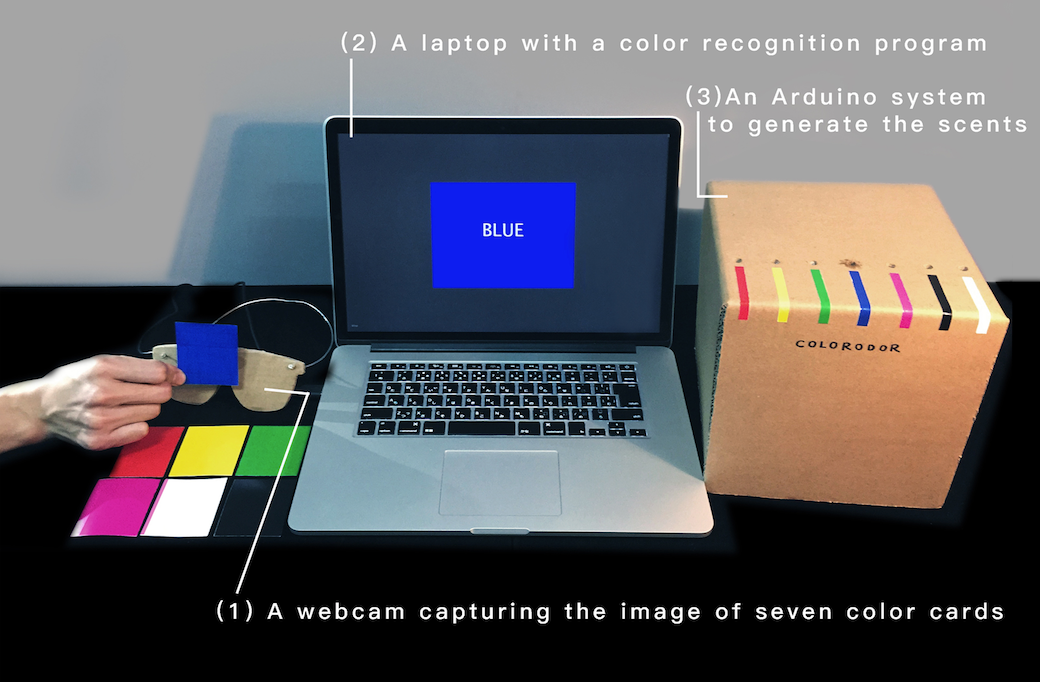 (2) A laptop with a color recognition program
(3)An Arduino system
to generate the scents
BLUE
COLORODOR
(1) A webcam capturing the image of seven color cards